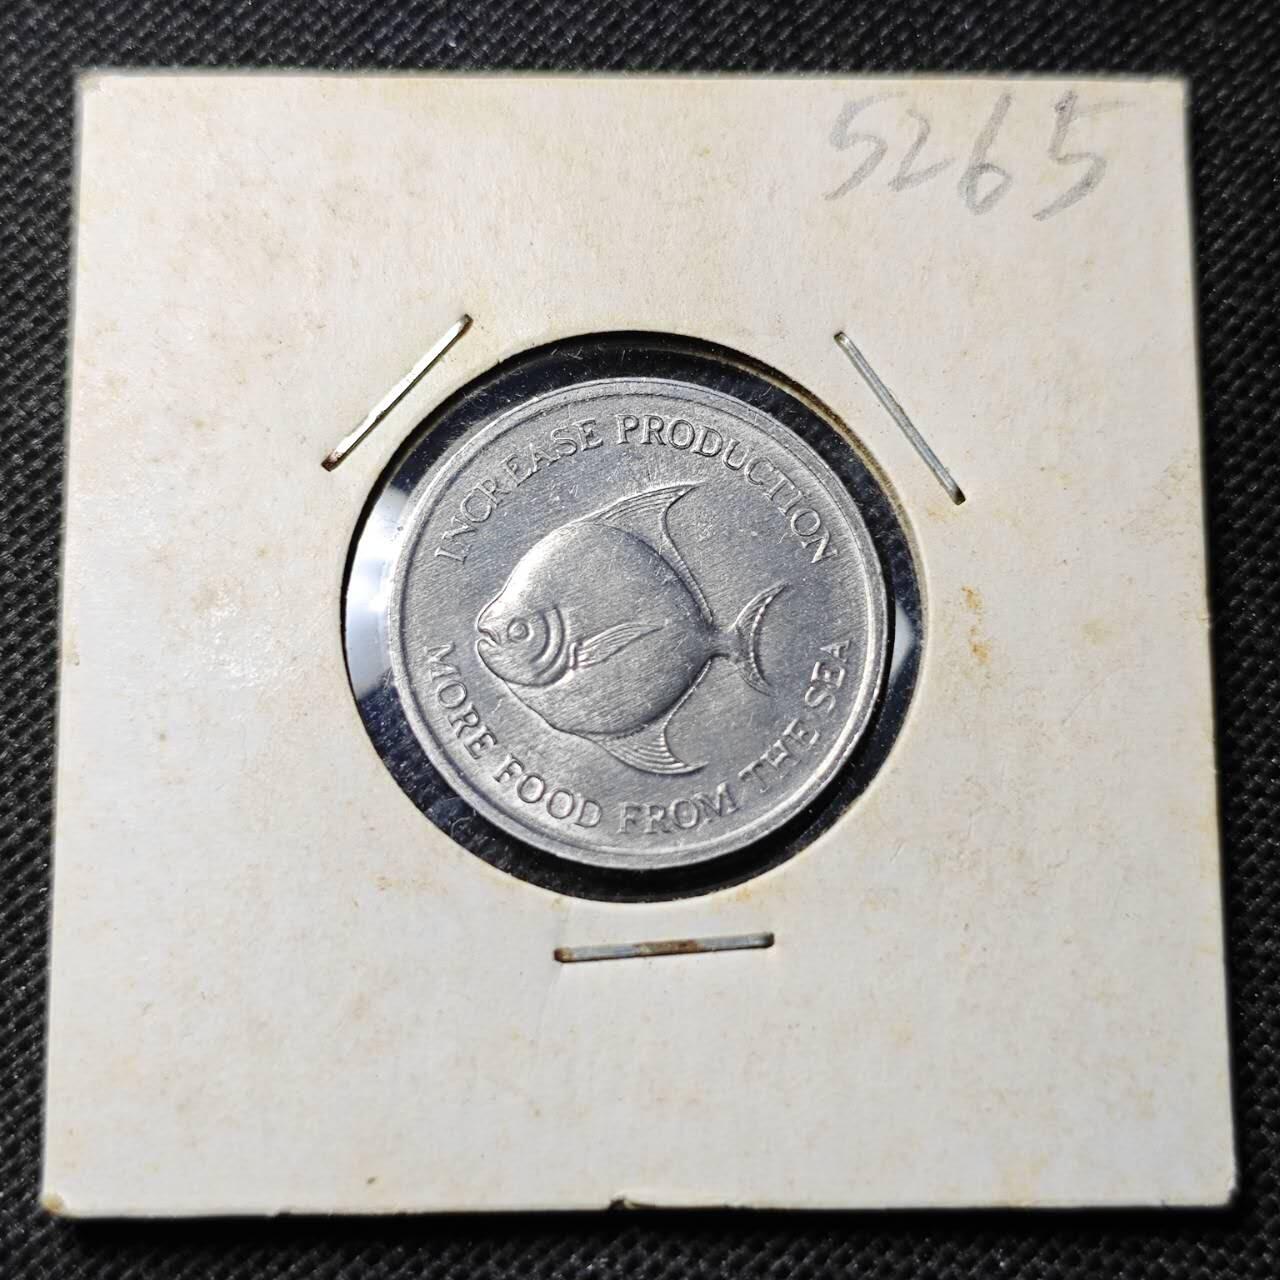 5265
INCREASE PRODUCTION
MORE FOOD FROM THE SEA